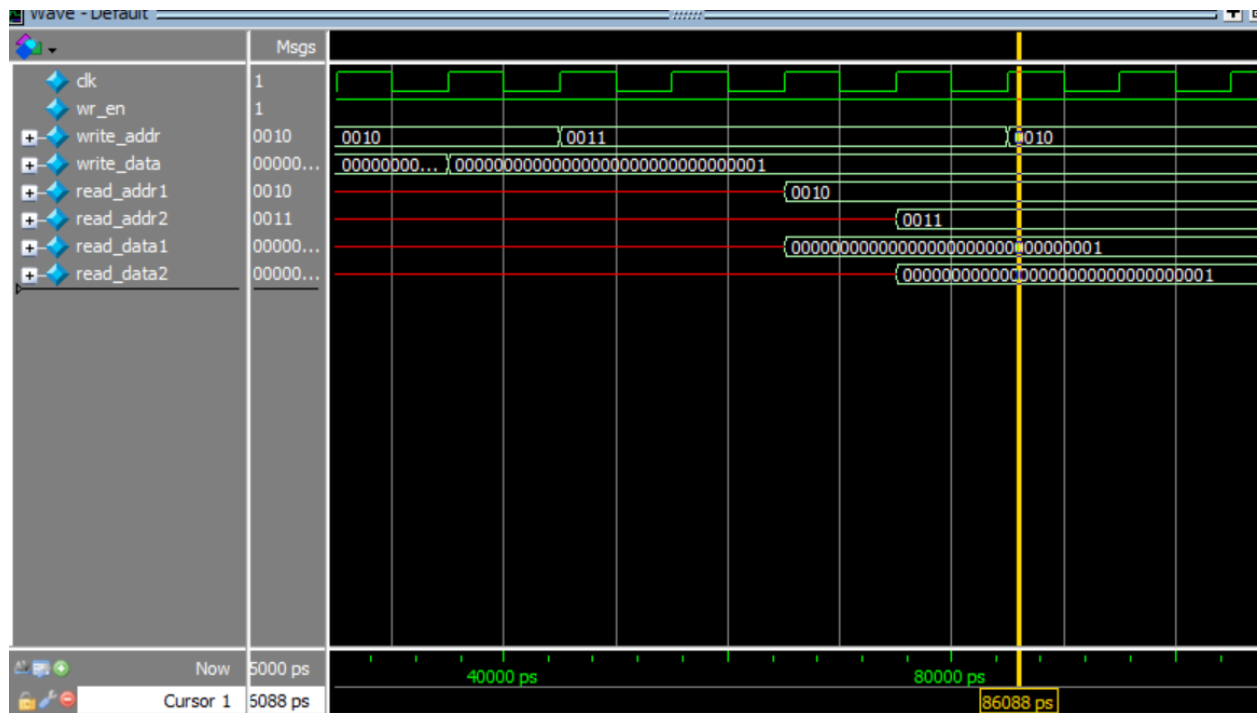 Wave - Default
Msgs
clk 1
wr_en 1
write_addr 0010 0010 0011 0010
write_data 00000... 00000000... 00000000000000000000000000000001
read_addr1 0010 0010
read_addr2 0011 0011
read_data1 00000... 00000000000000000000000000000001
read_data2 00000... 00000000000000000000000000000001
Now 5000 ps 40000 ps 80000 ps
Cursor 1 6088 ps 86088 ps